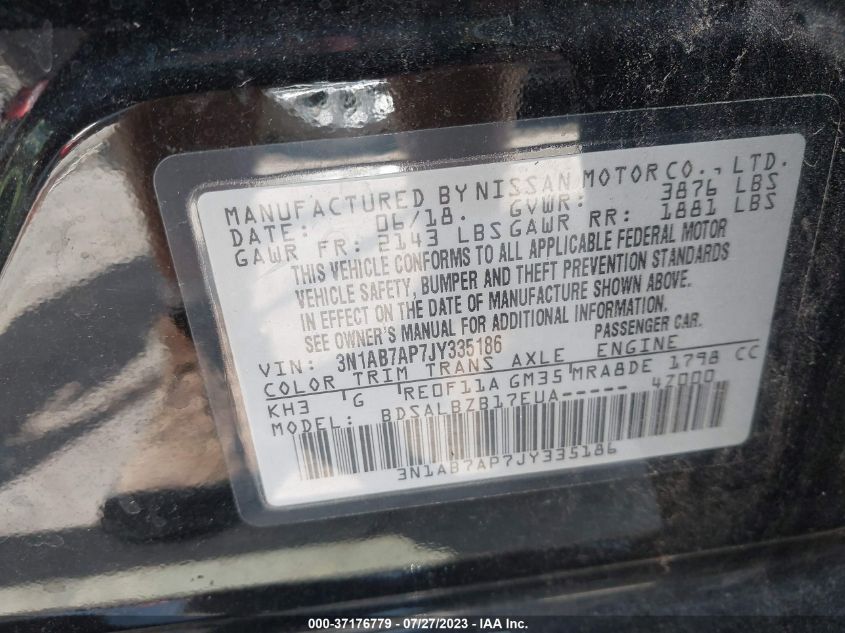 MANUFACTURED BY NISSAN MOTOR CO., LTD.
DATE: 06/18. GVWR: 3876 LBS
GAWR FR: 2143 LBS GAWR RR: 1881 LBS
THIS VEHICLE CONFORMS TO ALL APPLICABLE FEDERAL MOTOR
VEHICLE SAFETY, BUMPER AND THEFT PREVENTION STANDARDS
IN EFFECT ON THE DATE OF MANUFACTURE SHOWN ABOVE.
SEE OWNER'S MANUAL FOR ADDITIONAL INFORMATION.
VIN: 3N1AB7AP7JY335186 PASSENGER CAR.
COLOR TRIM TRANS AXLE ENGINE
KH3 G RE0F11A GM35 MRA8DE 1798 CC
MODEL: BDSALBZB17EUA----- 47000
3N1AB7AP7JY335186
000-37176779 - 07/27/2023 - IAA Inc.